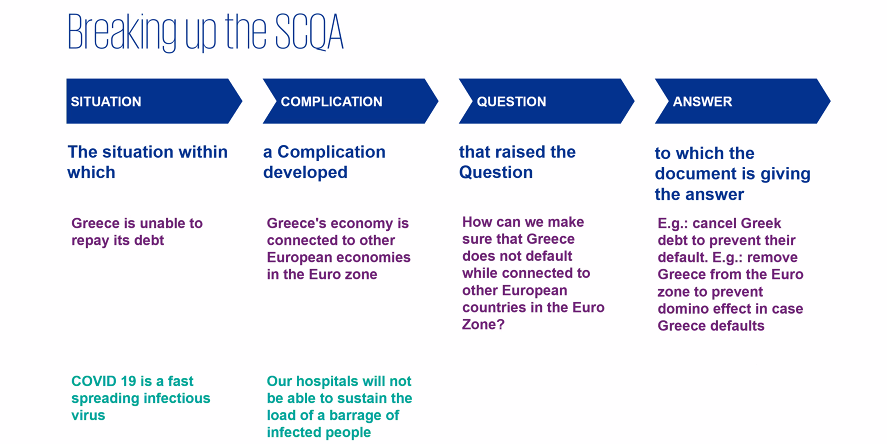 Breaking up the SCQA
SITUATION
COMPLICATION
QUESTION
ANSWER
The situation within
which
a Complication
developed
that raised the
Question
to which the
document is giving
the answer
Greece is unable to
repay its debt
Greece's economy is
connected to other
European economies
in the Euro zone
How can we make
sure that Greece
does not default
while connected to
other European
countries in the Euro
Zone?
E.g.: cancel Greek
debt to prevent their
default. E.g.: remove
Greece from the Euro
zone to prevent
domino effect in case
Greece defaults
COVID 19 is a fast
spreading infectious
virus
Our hospitals will not
be able to sustain the
load of a barrage of
infected people